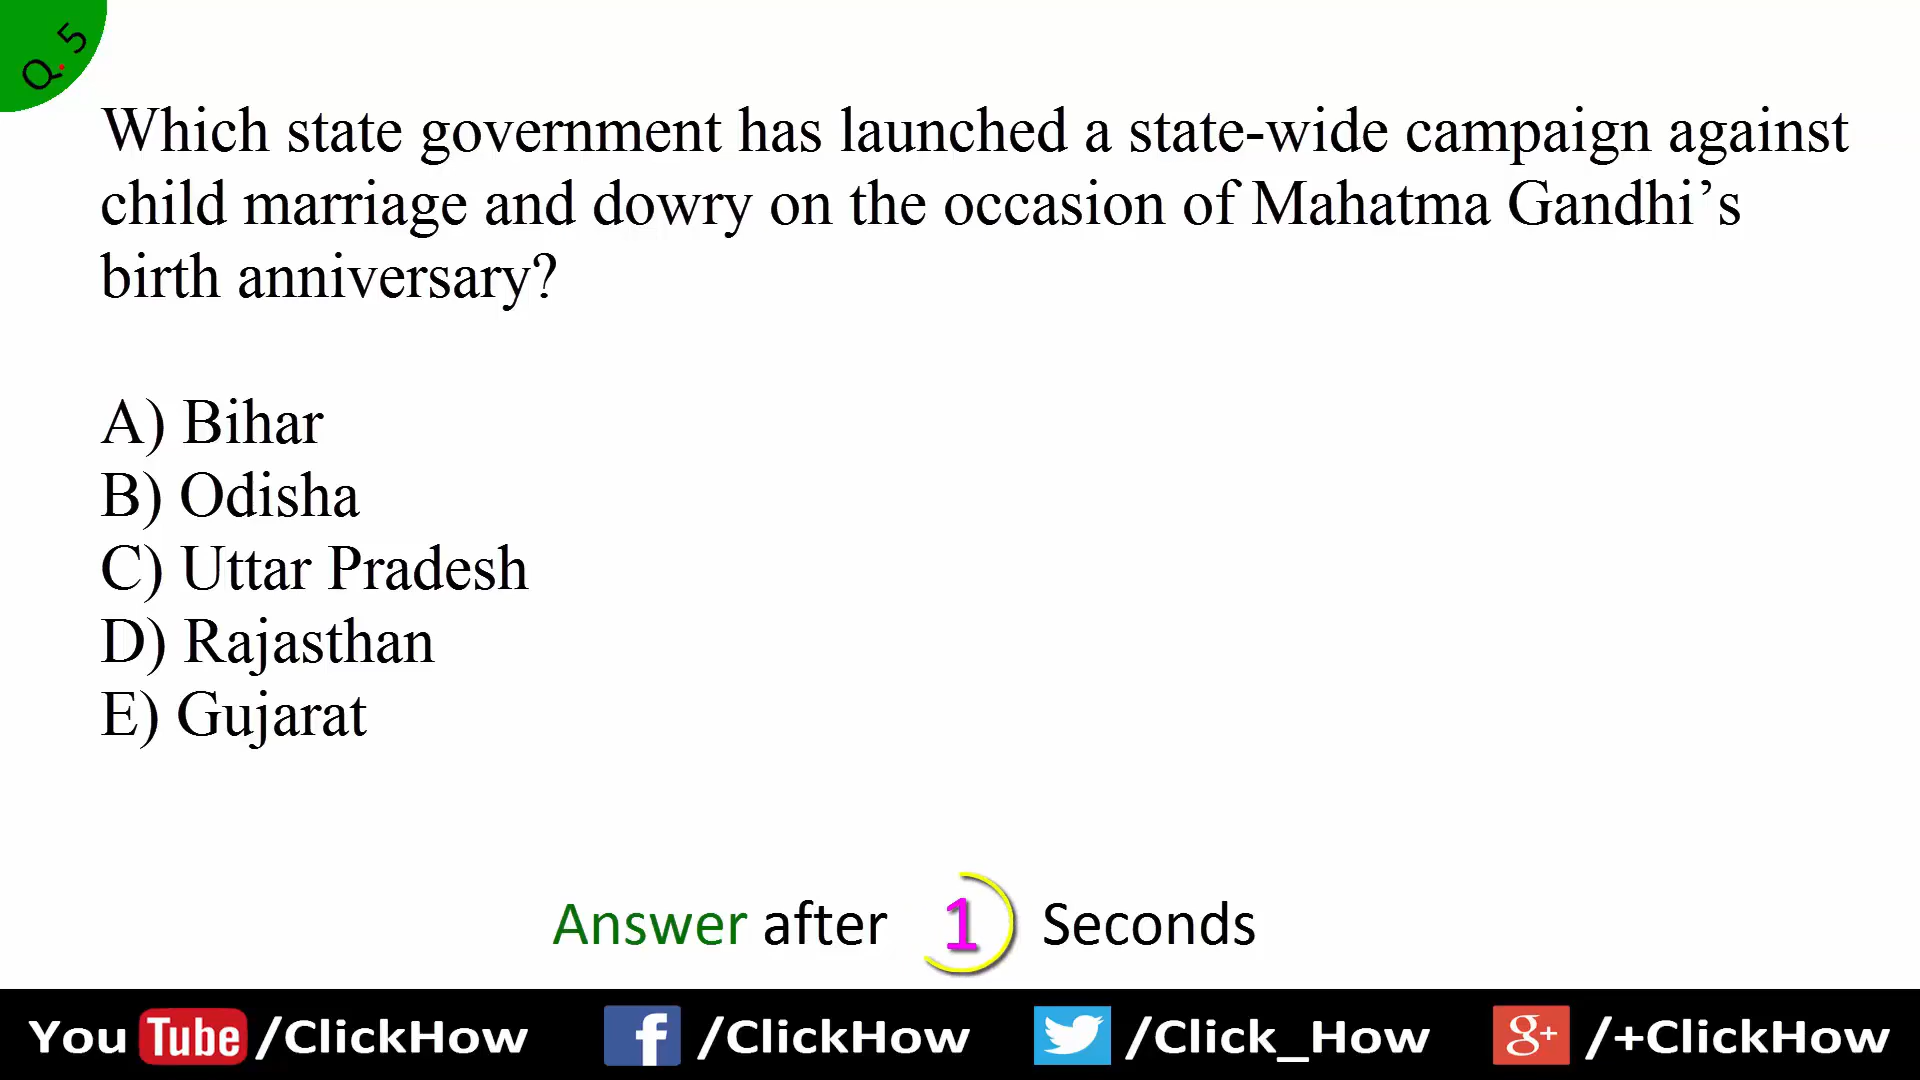 Q. 5
Which state government has launched a state-wide campaign against
child marriage and dowry on the occasion of Mahatma Gandhi’s
birth anniversary?
A) Bihar
B) Odisha
C) Uttar Pradesh
D) Rajasthan
E) Gujarat
Answer after 1 Seconds
You Tube /ClickHow f /ClickHow /Click_How g+ /+ClickHow